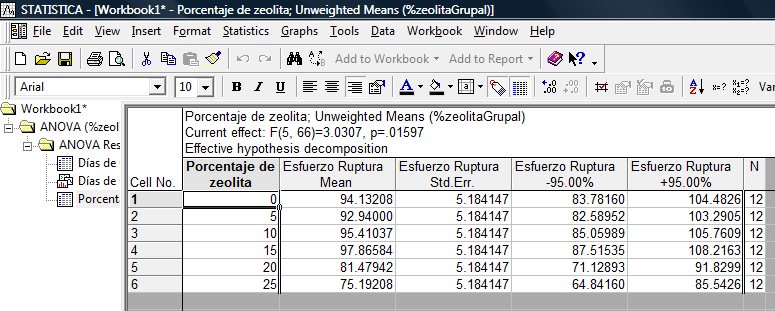 STATISTICA - [Workbook1* - Porcentaje de zeolita; Unweighted Means (%zeolitaGrupal)]
File Edit View Insert Format Statistics Graphs Tools Data Workbook Window Help
Add to Workbook Add to Report
Arial 10 B I U
Workbook1*
ANOVA (%zeol
ANOVA Res
Días de
Días de
Porcent
Porcentaje de zeolita; Unweighted Means (%zeolitaGrupal)
Current effect: F(5, 66)=3.0307, p=.01597
Effective hypothesis decomposition
Porcentaje de Esfuerzo Ruptura Esfuerzo Ruptura Esfuerzo Ruptura Esfuerzo Ruptura N
Cell No. zeolita Mean Std.Err. -95.00% +95.00%
1 0 94.13208 5.184147 83.78160 104.4826 12
2 5 92.94000 5.184147 82.58952 103.2905 12
3 10 95.41037 5.184147 85.05989 105.7609 12
4 15 97.86584 5.184147 87.51535 108.2163 12
5 20 81.47942 5.184147 71.12893 91.8299 12
6 25 75.19208 5.184147 64.84160 85.5426 12